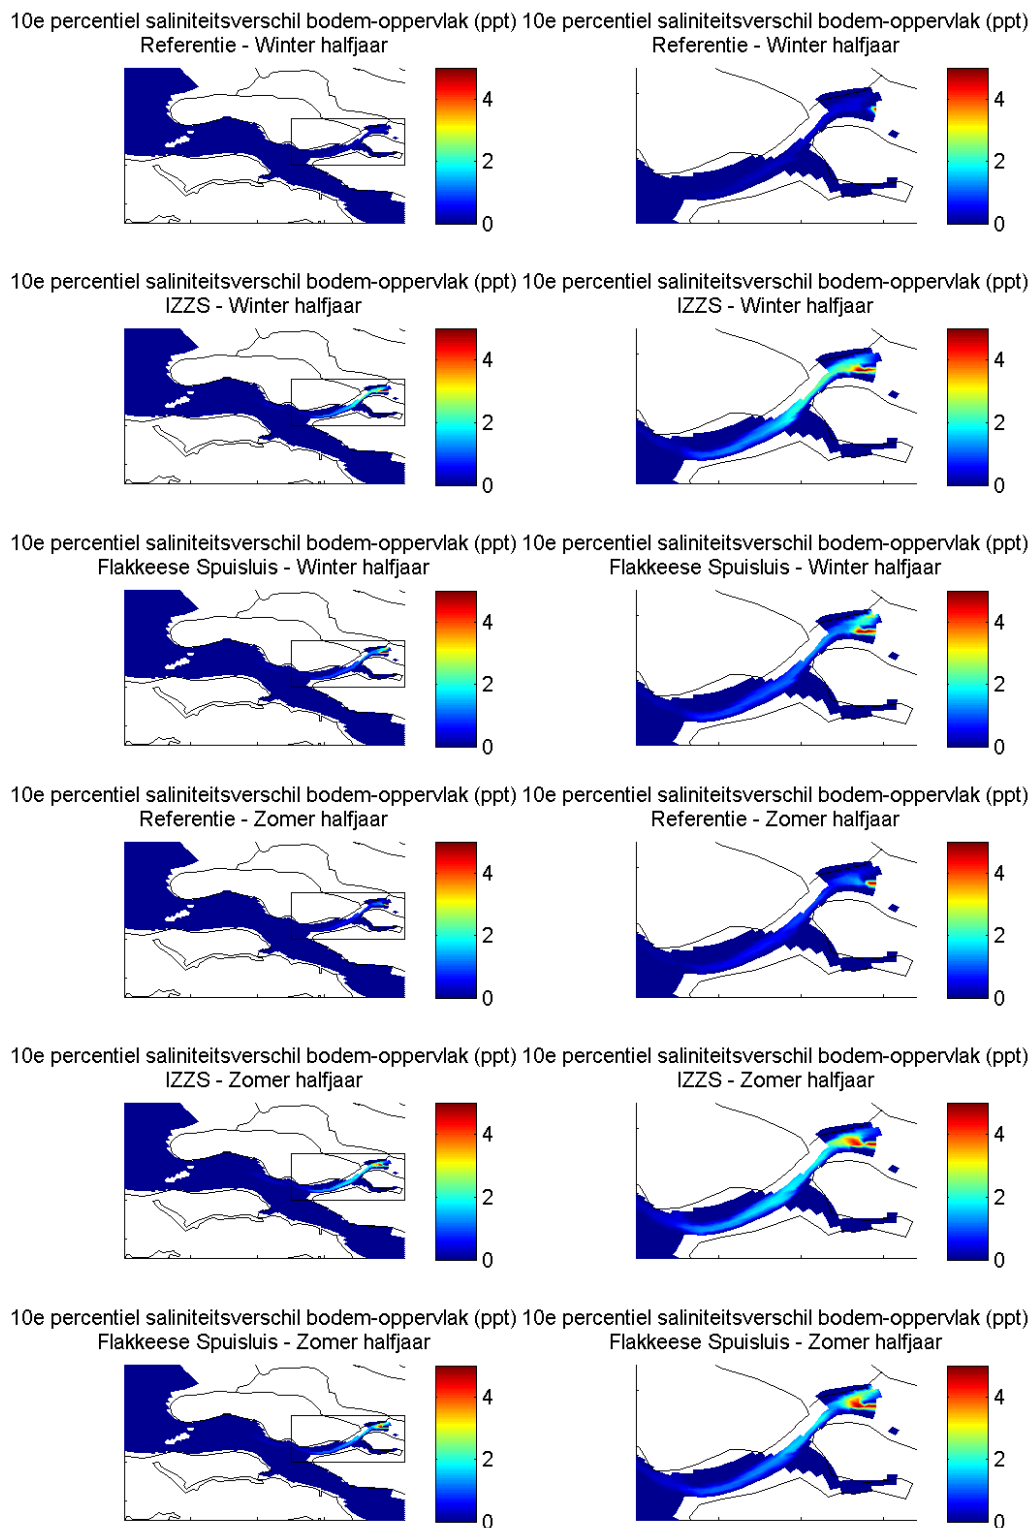 10e percentiel saliniteitsverschil bodem-oppervlak (ppt) 10e percentiel saliniteitsverschil bodem-oppervlak (ppt)
Referentie - Winter halfjaar Referentie - Winter halfjaar
4 4
2 2
0 0
10e percentiel saliniteitsverschil bodem-oppervlak (ppt) 10e percentiel saliniteitsverschil bodem-oppervlak (ppt)
IZZS - Winter halfjaar IZZS - Winter halfjaar
4 4
2 2
0 0
10e percentiel saliniteitsverschil bodem-oppervlak (ppt) 10e percentiel saliniteitsverschil bodem-oppervlak (ppt)
Flakkeese Spuisluis - Winter halfjaar Flakkeese Spuisluis - Winter halfjaar
4 4
2 2
0 0
10e percentiel saliniteitsverschil bodem-oppervlak (ppt) 10e percentiel saliniteitsverschil bodem-oppervlak (ppt)
Referentie - Zomer halfjaar Referentie - Zomer halfjaar
4 4
2 2
0 0
10e percentiel saliniteitsverschil bodem-oppervlak (ppt) 10e percentiel saliniteitsverschil bodem-oppervlak (ppt)
IZZS - Zomer halfjaar IZZS - Zomer halfjaar
4 4
2 2
0 0
10e percentiel saliniteitsverschil bodem-oppervlak (ppt) 10e percentiel saliniteitsverschil bodem-oppervlak (ppt)
Flakkeese Spuisluis - Zomer halfjaar Flakkeese Spuisluis - Zomer halfjaar
4 4
2 2
0 0